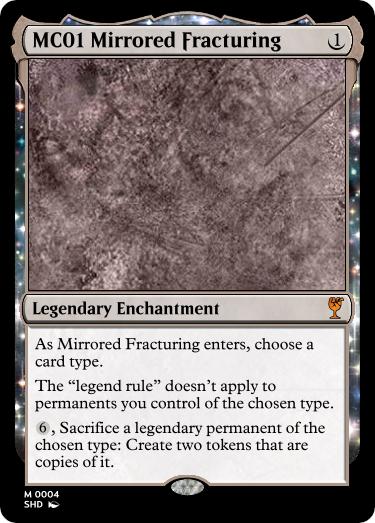 MC01 Mirrored Fracturing 1
Legendary Enchantment
As Mirrored Fracturing enters, choose a
card type.
The “legend rule” doesn’t apply to
permanents you control of the chosen type.
6, Sacrifice a legendary permanent of the
chosen type: Create two tokens that are
copies of it.
M 0004
SHD